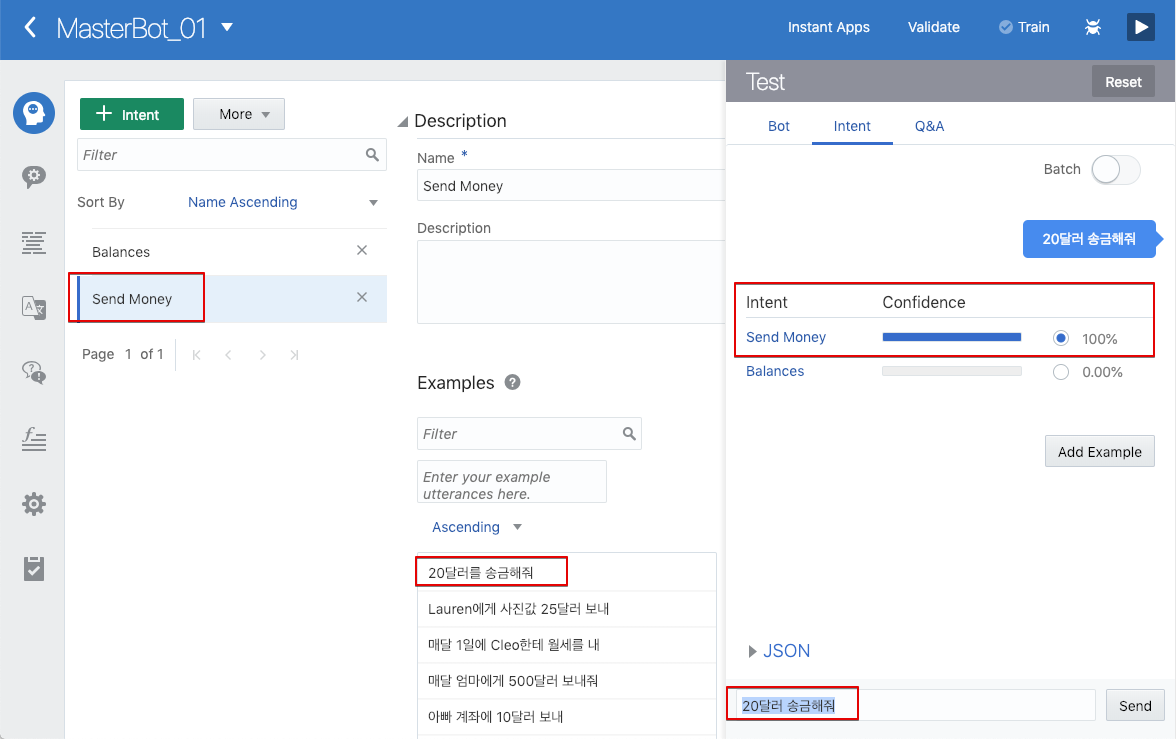 MasterBot_01
Instant Apps
Validate
Train
Intent
More
Filter
Sort By Name Ascending
Balances
Send Money
Page 1 of 1
Description
Name *
Send Money
Description
Examples ?
Filter
Enter your example
utterances here.
Ascending
20달러를 송금해줘
Lauren에게 사진값 25달러 보내
매달 1일에 Cleo한테 월세를 내
매달 엄마에게 500달러 보내줘
아빠 계좌에 10달러 보내
Test
Reset
Bot Intent Q&A
Batch
20달러 송금해줘
Intent Confidence
Send Money 100%
Balances 0.00%
Add Example
JSON
20달러 송금해줘
Send